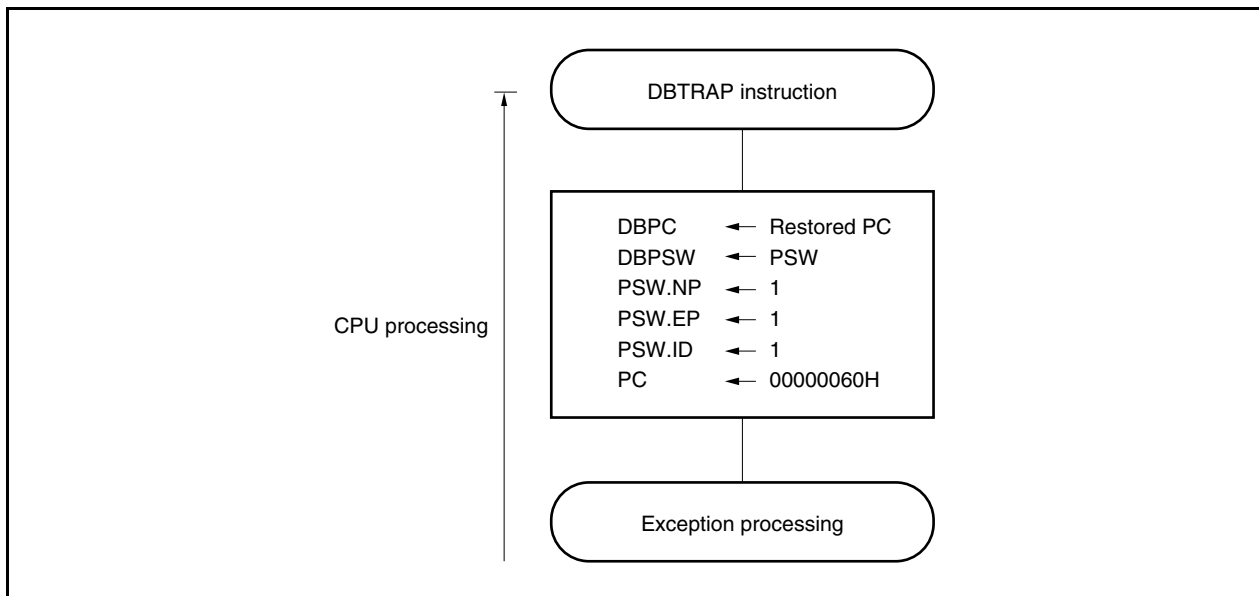 DBTRAP instruction
CPU processing
DBPC ← Restored PC
DBPSW ← PSW
PSW.NP ← 1
PSW.EP ← 1
PSW.ID ← 1
PC ← 00000060H
Exception processing